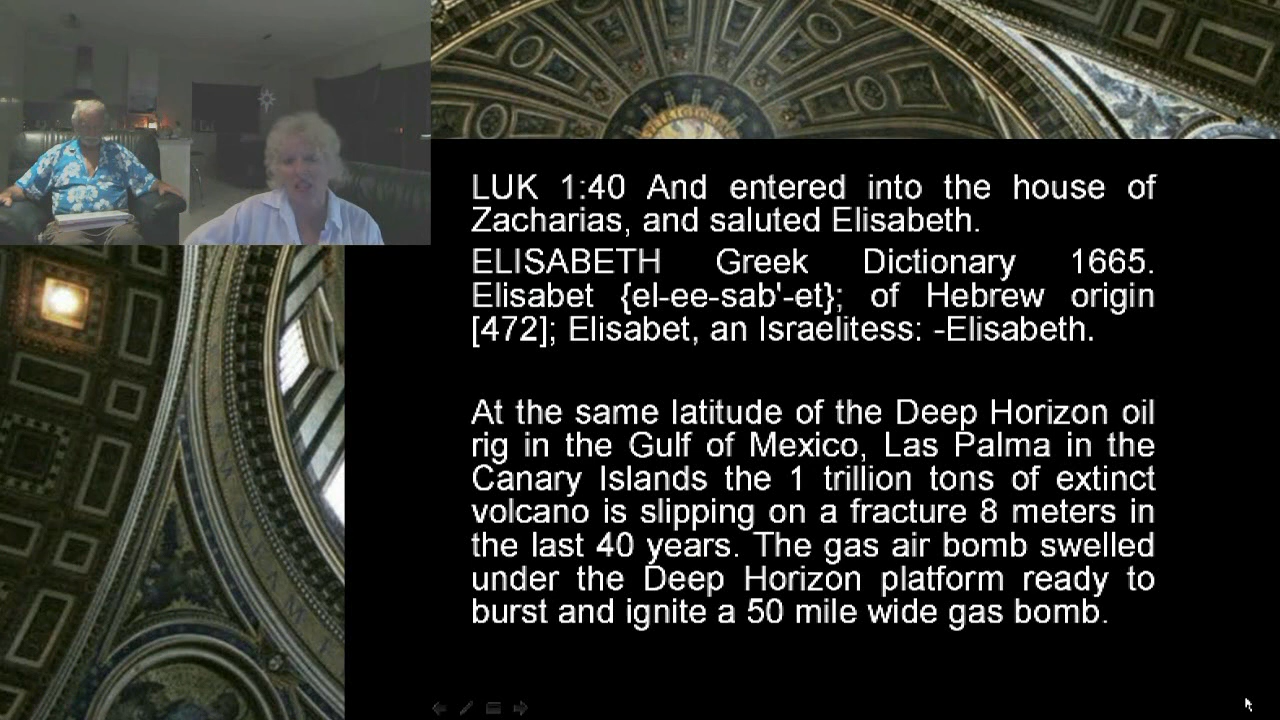 LUK 1:40 And entered into the house of
Zacharias, and saluted Elisabeth.
ELISABETH Greek Dictionary 1665.
Elisabet {el-ee-sab'-et}; of Hebrew origin
[472]; Elisabet, an Israelitess: -Elisabeth.
At the same latitude of the Deep Horizon oil
rig in the Gulf of Mexico, Las Palma in the
Canary Islands the 1 trillion tons of extinct
volcano is slipping on a fracture 8 meters in
the last 40 years. The gas air bomb swelled
under the Deep Horizon platform ready to
burst and ignite a 50 mile wide gas bomb.